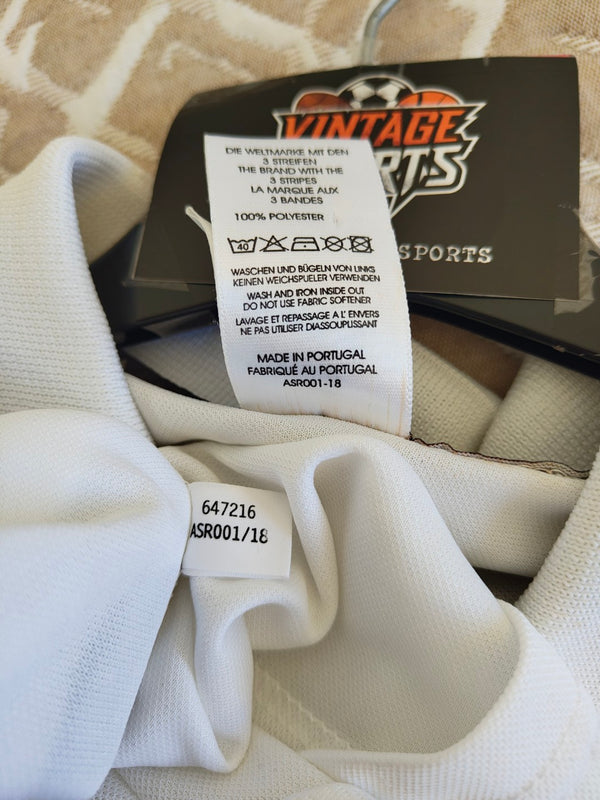 VINTAGE
RTS
SPORTS
DIE WELTMARKE MIT DEN
3 STREIFEN
THE BRAND WITH THE
3 STRIPES
LA MARQUE AUX
3 BANDES
100% POLYESTER
40
WASCHEN UND BÜGELN VON LINKS
KEINEN WEICHSPUELER VERWENDEN
WASH AND IRON INSIDE OUT
DO NOT USE FABRIC SOFTENER
LAVAGE ET REPASSAGE A L' ENVERS
NE PAS UTILISER DIASSOUPLISSANT
MADE IN PORTUGAL
FABRIQUÉ AU PORTUGAL
ASR001-18
647216
ASR001/18